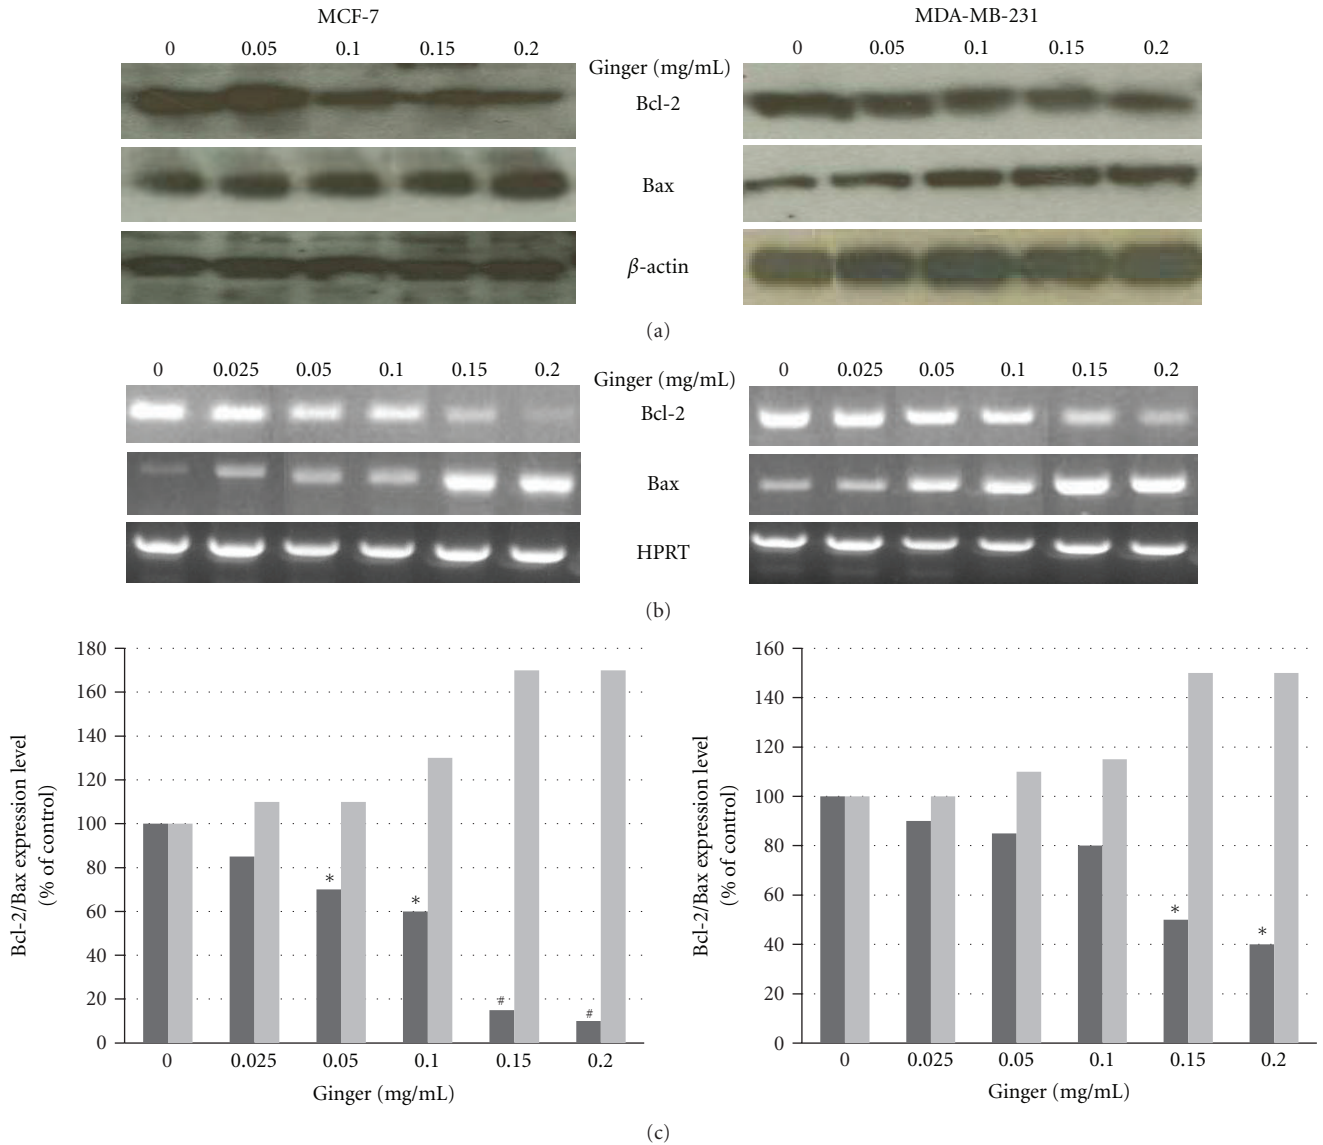 MCF-7
MDA-MB-231
0 0.05 0.1 0.15 0.2
0 0.05 0.1 0.15 0.2
Ginger (mg/mL)
Bcl-2
Bax
β-actin
(a)
0 0.025 0.05 0.1 0.15 0.2
0 0.025 0.05 0.1 0.15 0.2
Ginger (mg/mL)
Bcl-2
Bax
HPRT
(b)
Bcl-2/Bax expression level
(% of control)
180
160
140
120
100
80
60
40
20
0
* * # #
0 0.025 0.05 0.1 0.15 0.2
Ginger (mg/mL)
Bcl-2/Bax expression level
(% of control)
160
140
120
100
80
60
40
20
0
* *
0 0.025 0.05 0.1 0.15 0.2
Ginger (mg/mL)
(c)